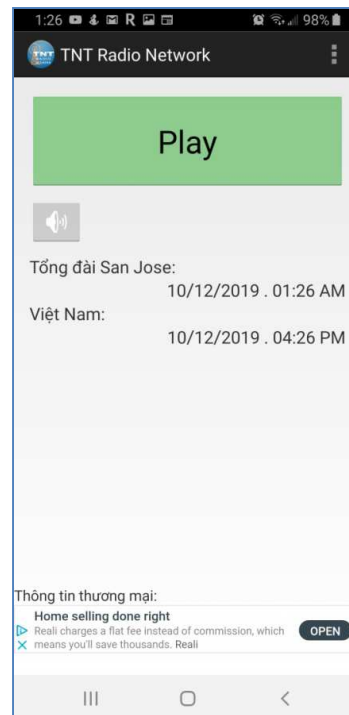 1:26 R 98%
TNT Radio Network
Play
Tổng đài San Jose:
10/12/2019 . 01:26 AM
Việt Nam:
10/12/2019 . 04:26 PM
Thông tin thương mại:
Home selling done right
Reali charges a flat fee instead of commission, which
means you'll save thousands. Reali
OPEN